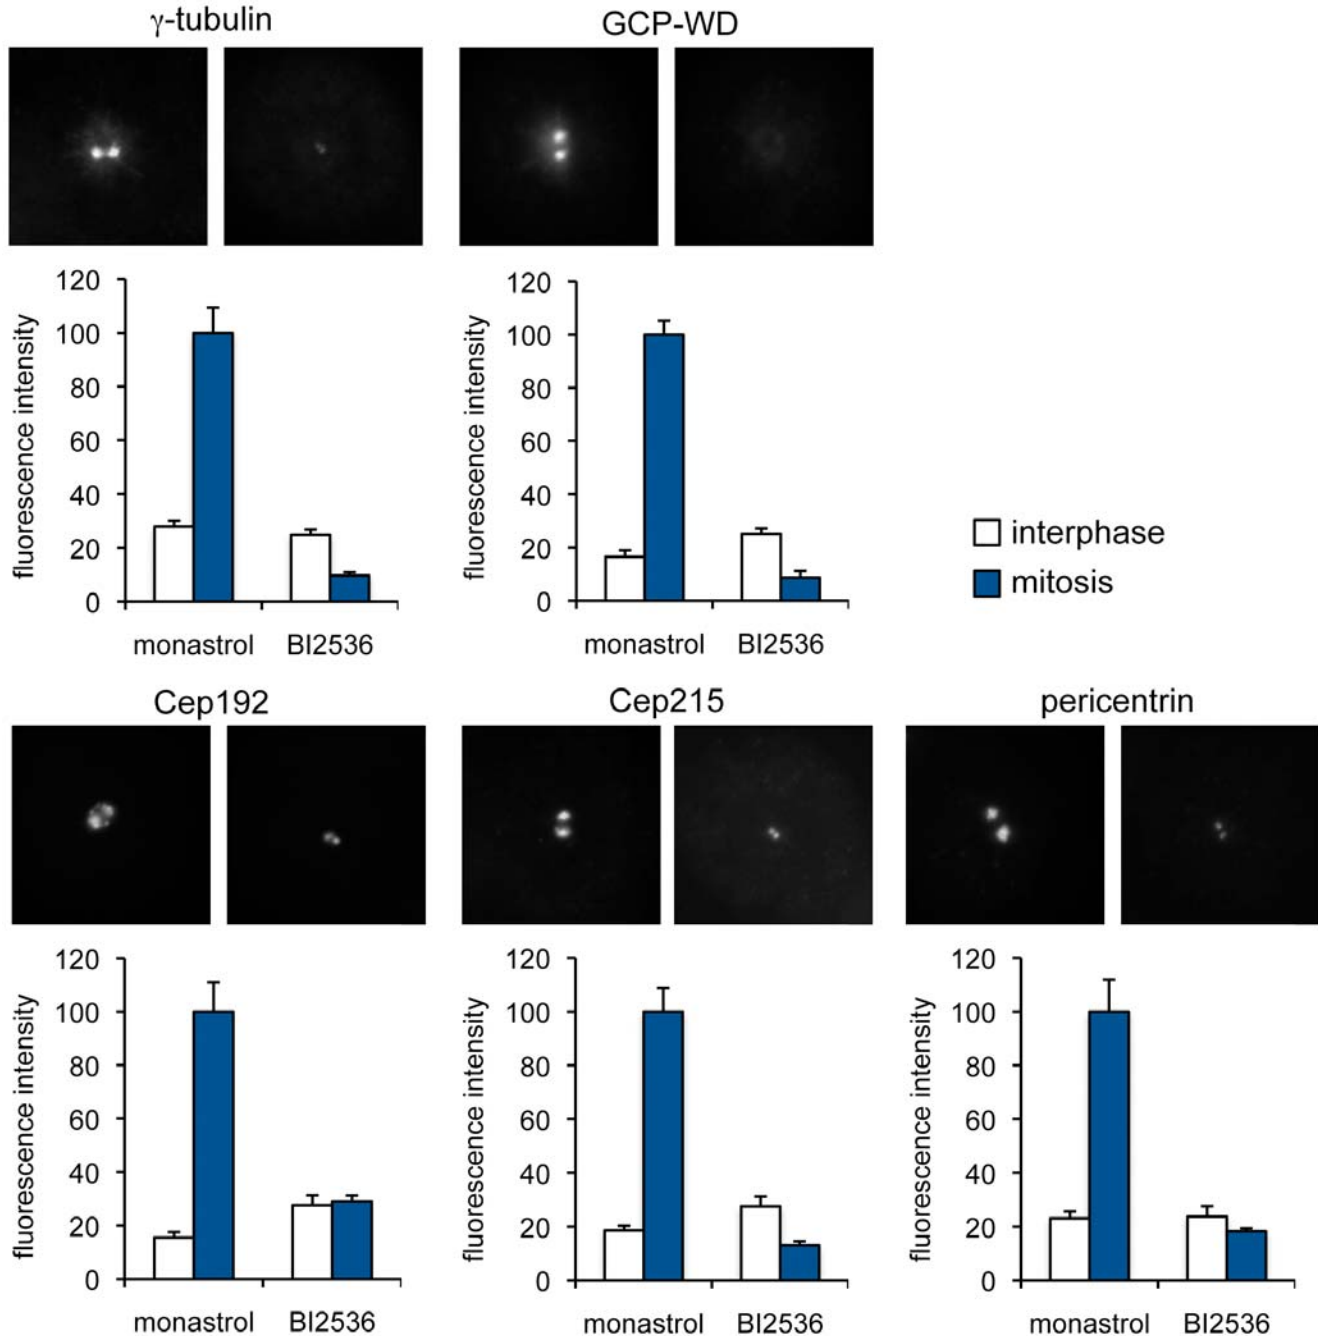 γ-tubulin
GCP-WD
fluorescence intensity
120
100
80
60
40
20
0
monastrol
BI2536
fluorescence intensity
120
100
80
60
40
20
0
monastrol
BI2536
interphase
mitosis
Cep192
Cep215
pericentrin
fluorescence intensity
120
100
80
60
40
20
0
monastrol
BI2536
fluorescence intensity
120
100
80
60
40
20
0
monastrol
BI2536
fluorescence intensity
120
100
80
60
40
20
0
monastrol
BI2536